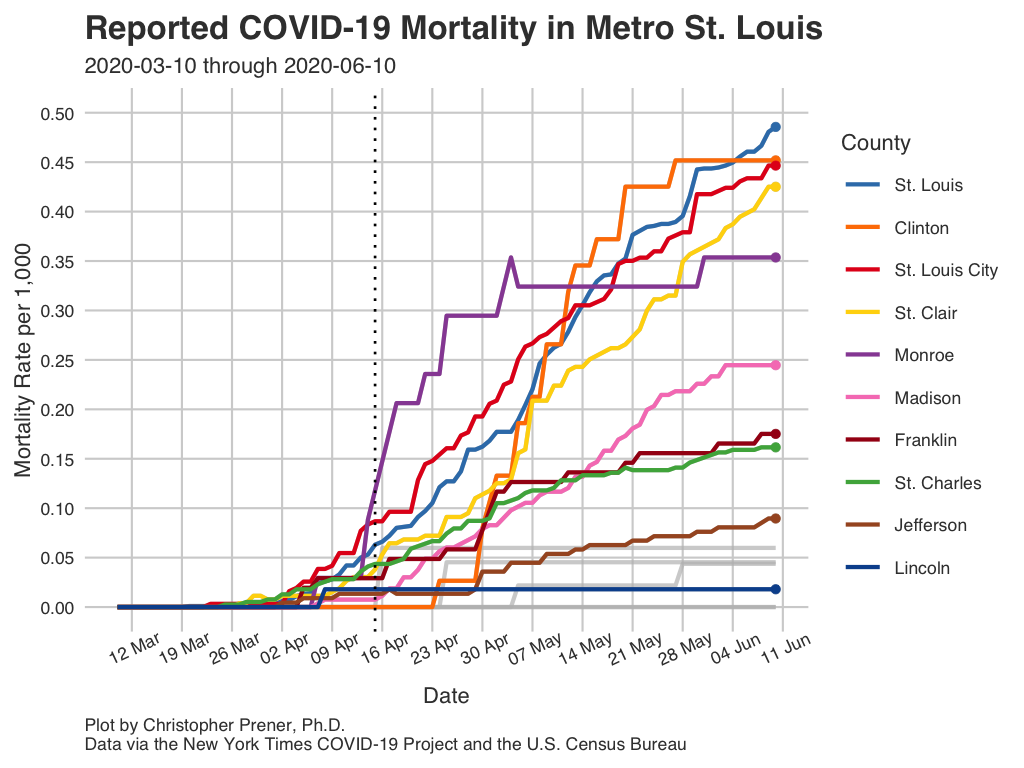 Reported COVID-19 Mortality in Metro St. Louis
2020-03-10 through 2020-06-10
Mortality Rate per 1,000
0.50
0.45
0.40
0.35
0.30
0.25
0.20
0.15
0.10
0.05
0.00
12 Mar
19 Mar
26 Mar
02 Apr
09 Apr
16 Apr
23 Apr
30 Apr
07 May
14 May
21 May
28 May
04 Jun
11 Jun
Date
County
St. Louis
Clinton
St. Louis City
St. Clair
Monroe
Madison
Franklin
St. Charles
Jefferson
Lincoln
Plot by Christopher Prener, Ph.D.
Data via the New York Times COVID-19 Project and the U.S. Census Bureau